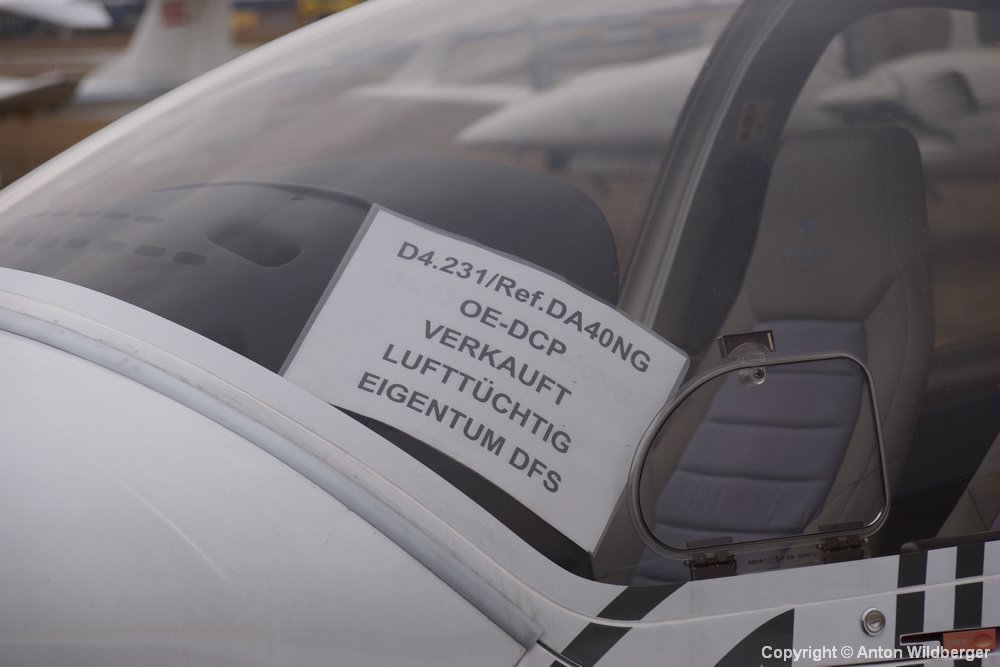 D4.231/Ref.DA40NG
OE-DCP
VERKAUFT
LUFTTÜCHTIG
EIGENTUM DFS
Copyright © Anton Wildberger